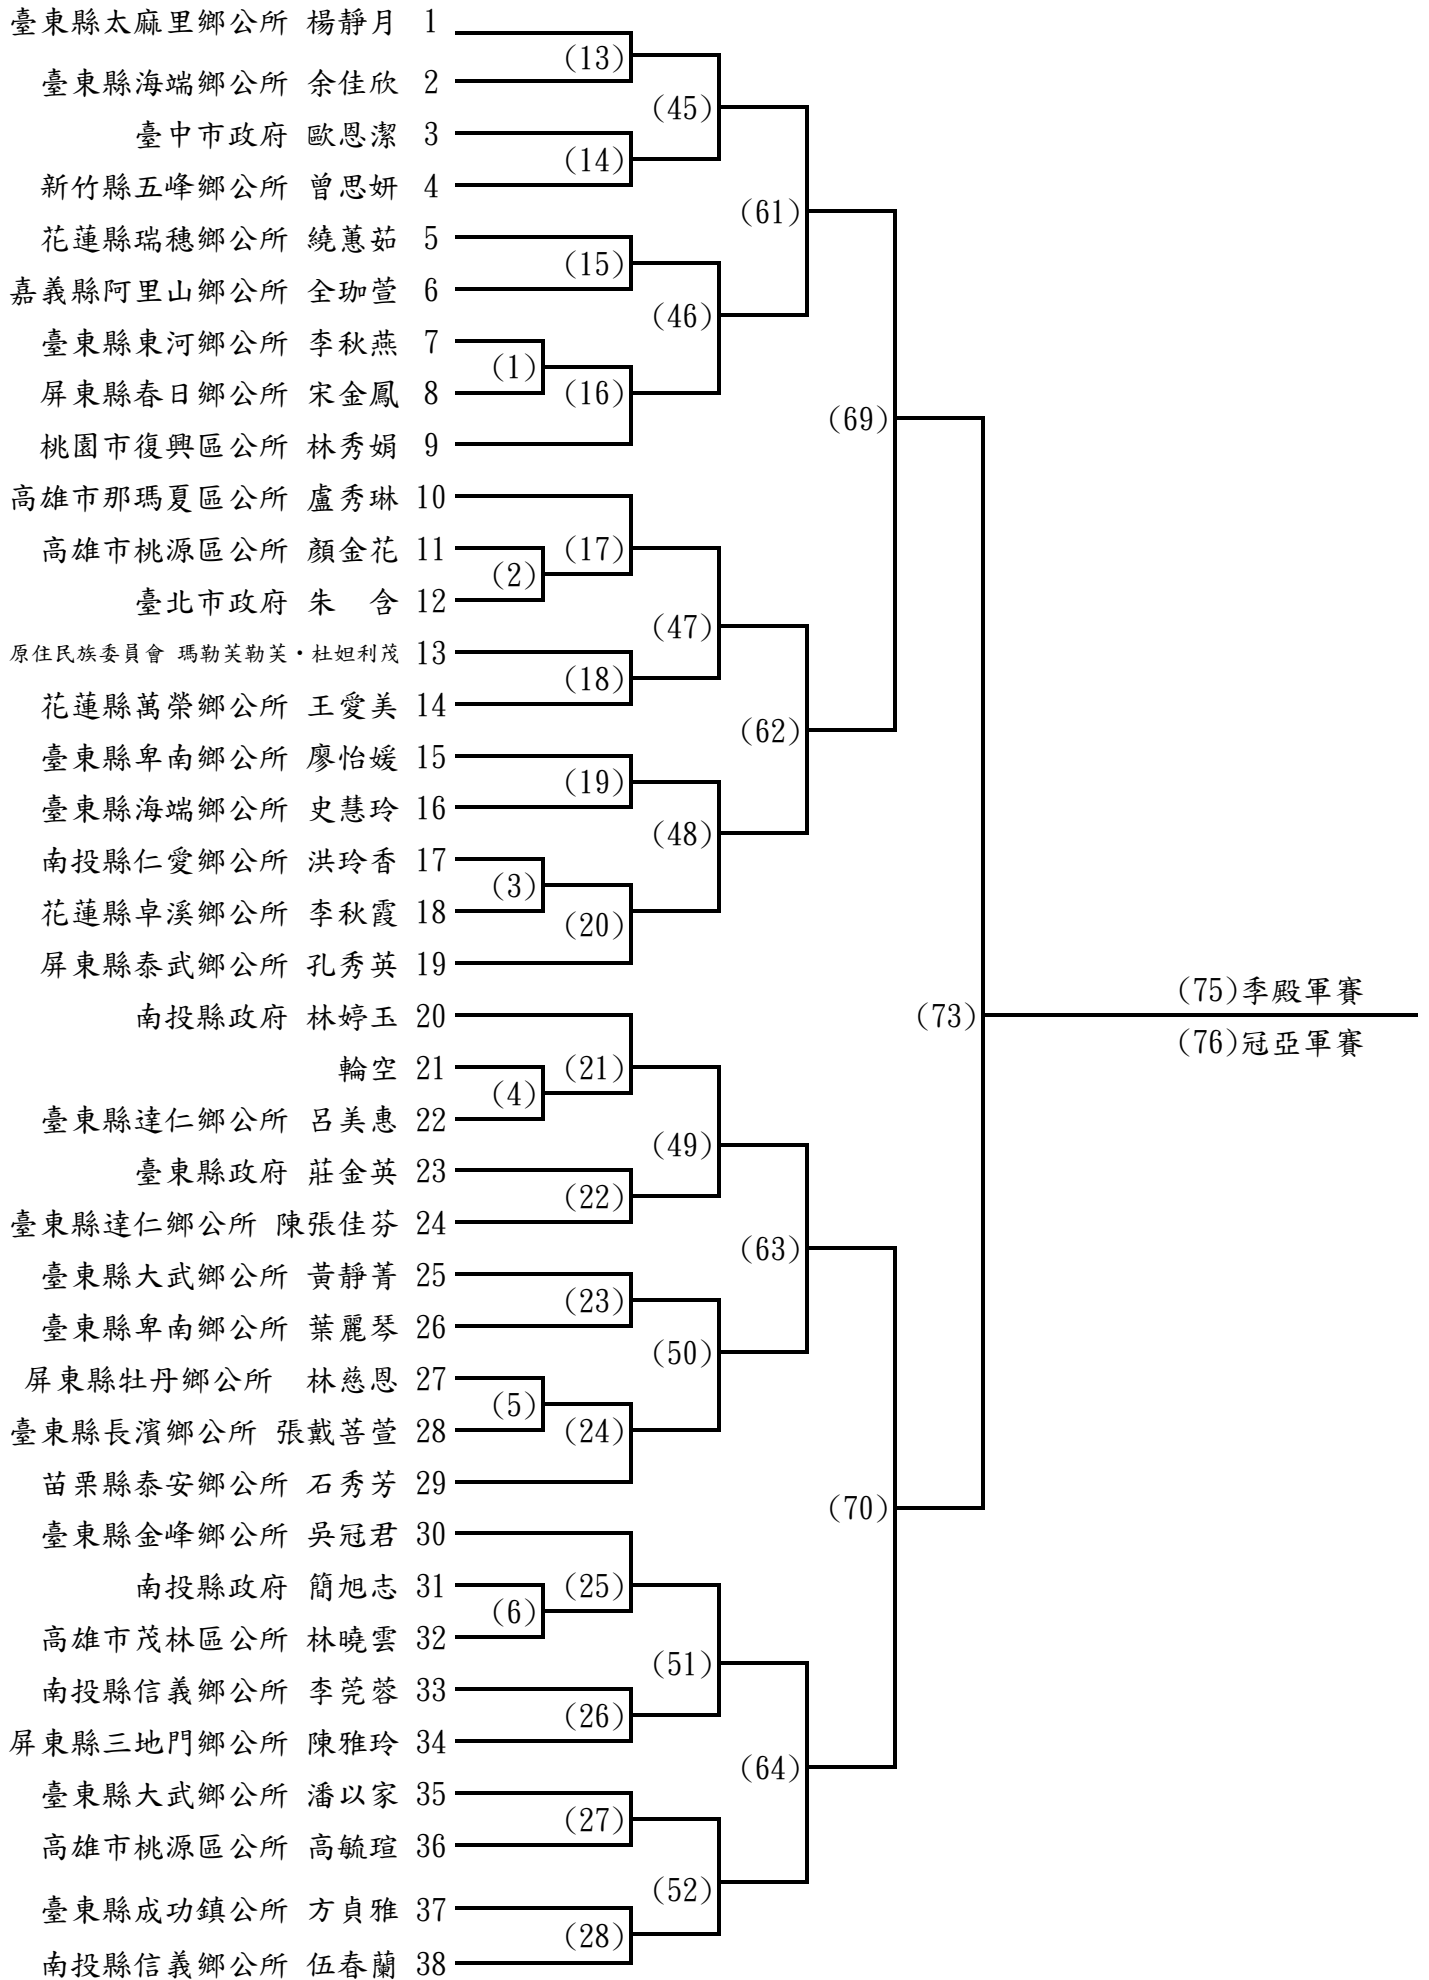 臺東縣太麻里鄉公所 楊靜月 1
(13)
臺東縣海端鄉公所 余佳欣 2
(45)
臺中市政府 歐恩潔 3
(14)
新竹縣五峰鄉公所 曾思妍 4
(61)
花蓮縣瑞穗鄉公所 繞蕙茹 5
(15)
嘉義縣阿里山鄉公所 全珈萱 6
(46)
臺東縣東河鄉公所 李秋燕 7
(1)
屏東縣春日鄉公所 宋金鳳 8
(16)
(69)
桃園市復興區公所 林秀娟 9
高雄市那瑪夏區公所 盧秀琳 10
高雄市桃源區公所 顏金花 11
(17)
(2)
臺北市政府 朱　含 12
(47)
原住民族委員會 瑪勒芙勒芙・杜妲利茂 13
(18)
花蓮縣萬榮鄉公所 王愛美 14
(62)
臺東縣卑南鄉公所 廖怡媛 15
(19)
臺東縣海端鄉公所 史慧玲 16
(48)
南投縣仁愛鄉公所 洪玲香 17
(3)
花蓮縣卓溪鄉公所 李秋霞 18
(20)
屏東縣泰武鄉公所 孔秀英 19
(75)季殿軍賽
南投縣政府 林婷玉 20
(73)
(76)冠亞軍賽
輪空 21
(21)
(4)
臺東縣達仁鄉公所 呂美惠 22
(49)
臺東縣政府 莊金英 23
(22)
臺東縣達仁鄉公所 陳張佳芬 24
(63)
臺東縣大武鄉公所 黃靜菁 25
(23)
臺東縣卑南鄉公所 葉麗琴 26
(50)
屏東縣牡丹鄉公所　林慈恩 27
(5)
臺東縣長濱鄉公所 張戴菩萱 28
(24)
苗栗縣泰安鄉公所 石秀芳 29
(70)
臺東縣金峰鄉公所 吳冠君 30
南投縣政府 簡旭志 31
(25)
(6)
高雄市茂林區公所 林曉雲 32
(51)
南投縣信義鄉公所 李莞蓉 33
(26)
屏東縣三地門鄉公所 陳雅玲 34
(64)
臺東縣大武鄉公所 潘以家 35
(27)
高雄市桃源區公所 高毓瑄 36
(52)
臺東縣成功鎮公所 方貞雅 37
(28)
南投縣信義鄉公所 伍春蘭 38